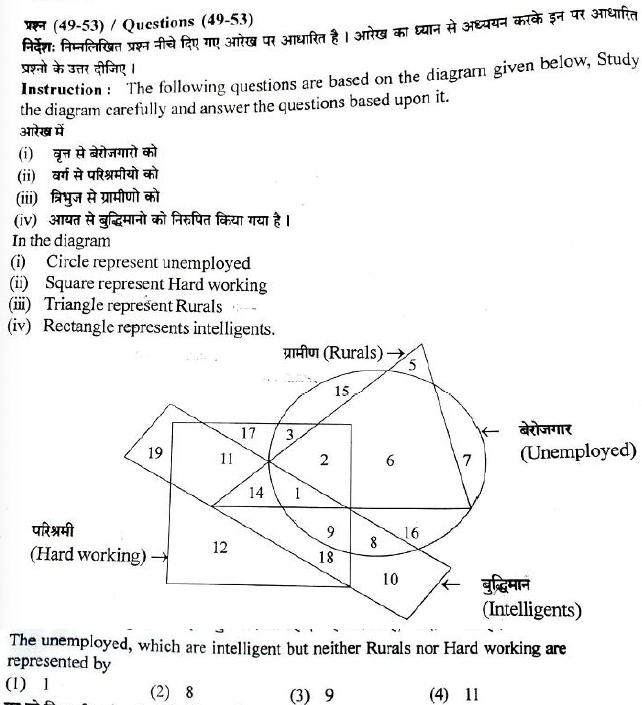 प्रश्न (49-53) / Questions (49-53)
निर्देश: निम्नलिखित प्रश्न नीचे दिए गए आरेख पर आधारित है । आरेख का ध्यान से अध्ययन करके इन पर आधारित
प्रश्नो के उत्तर दीजिए ।
Instruction : The following questions are based on the diagram given below, Study
the diagram carefully and answer the questions based upon it.
आरेख में
(i) वृत्त से बेरोजगारो को
(ii) वर्ग से परिश्रमीयो को
(iii) त्रिभुज से ग्रामीणो को
(iv) आयत से बुद्धिमानो को निरुपित किया गया है ।
In the diagram
(i) Circle represent unemployed
(ii) Square represent Hard working
(iii) Triangle represent Rurals
(iv) Rectangle represents intelligents.
ग्रामीण (Rurals)
5
15
17 3
बेरोजगार
19 11 2 6 7
(Unemployed)
14 1
परिश्रमी
9 16
12 8
(Hard working)
18
10
बुद्धिमान
(Intelligents)
The unemployed, which are intelligent but neither Rurals nor Hard working are
represented by
(1) 1
(2) 8
(3) 9
(4) 11